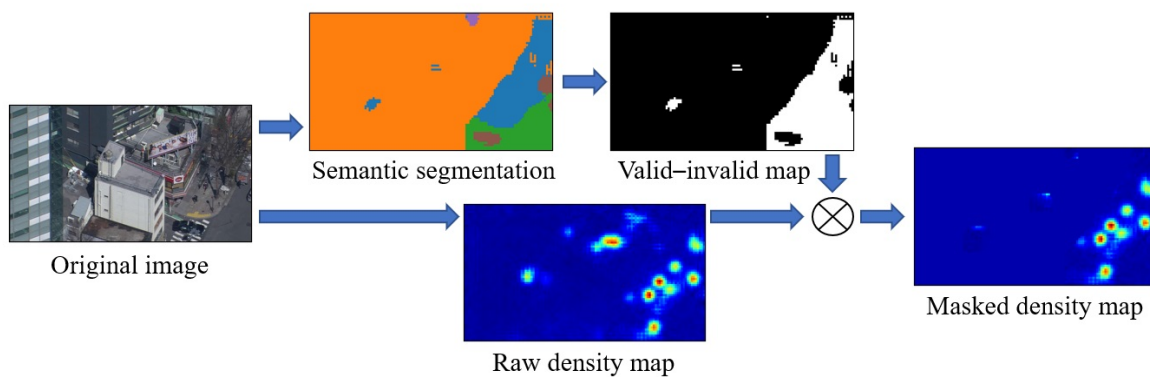 Semantic segmentation
Valid–invalid map
Original image
Masked density map
Raw density map